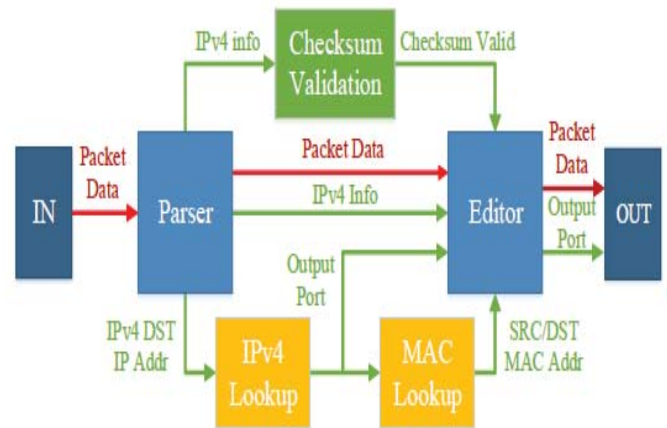 IPv4 info
Checksum
Validation
Checksum Valid
IN
Packet
Data
Parser
Packet Data
IPv4 Info
Editor
Packet
Data
Output
Port
OUT
Output
Port
IPv4 DST
IP Addr
IPv4
Lookup
MAC
Lookup
SRC/DST
MAC Addr